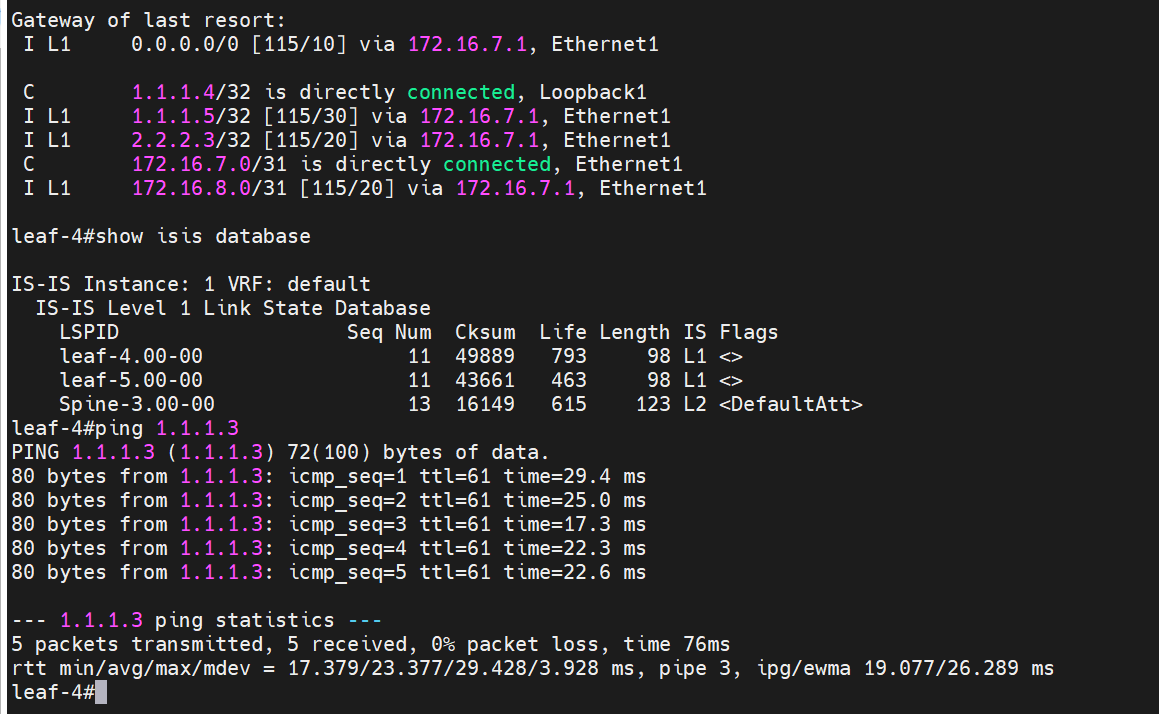 Gateway of last resort:
 I L1     0.0.0.0/0 [115/10] via 172.16.7.1, Ethernet1

 C        1.1.1.4/32 is directly connected, Loopback1
 I L1     1.1.1.5/32 [115/30] via 172.16.7.1, Ethernet1
 I L1     2.2.2.3/32 [115/20] via 172.16.7.1, Ethernet1
 C        172.16.7.0/31 is directly connected, Ethernet1
 I L1     172.16.8.0/31 [115/20] via 172.16.7.1, Ethernet1

leaf-4#show isis database

IS-IS Instance: 1 VRF: default
  IS-IS Level 1 Link State Database
    LSPID                   Seq Num  Cksum  Life Length IS Flags
    leaf-4.00-00                 11  49889   793     98 L1 <>
    leaf-5.00-00                 11  43661   463     98 L1 <>
    Spine-3.00-00                13  16149   615    123 L2 <DefaultAtt>
leaf-4#ping 1.1.1.3
PING 1.1.1.3 (1.1.1.3) 72(100) bytes of data.
80 bytes from 1.1.1.3: icmp_seq=1 ttl=61 time=29.4 ms
80 bytes from 1.1.1.3: icmp_seq=2 ttl=61 time=25.0 ms
80 bytes from 1.1.1.3: icmp_seq=3 ttl=61 time=17.3 ms
80 bytes from 1.1.1.3: icmp_seq=4 ttl=61 time=22.3 ms
80 bytes from 1.1.1.3: icmp_seq=5 ttl=61 time=22.6 ms

--- 1.1.1.3 ping statistics ---
5 packets transmitted, 5 received, 0% packet loss, time 76ms
rtt min/avg/max/mdev = 17.379/23.377/29.428/3.928 ms, pipe 3, ipg/ewma 19.077/26.289 ms
leaf-4#